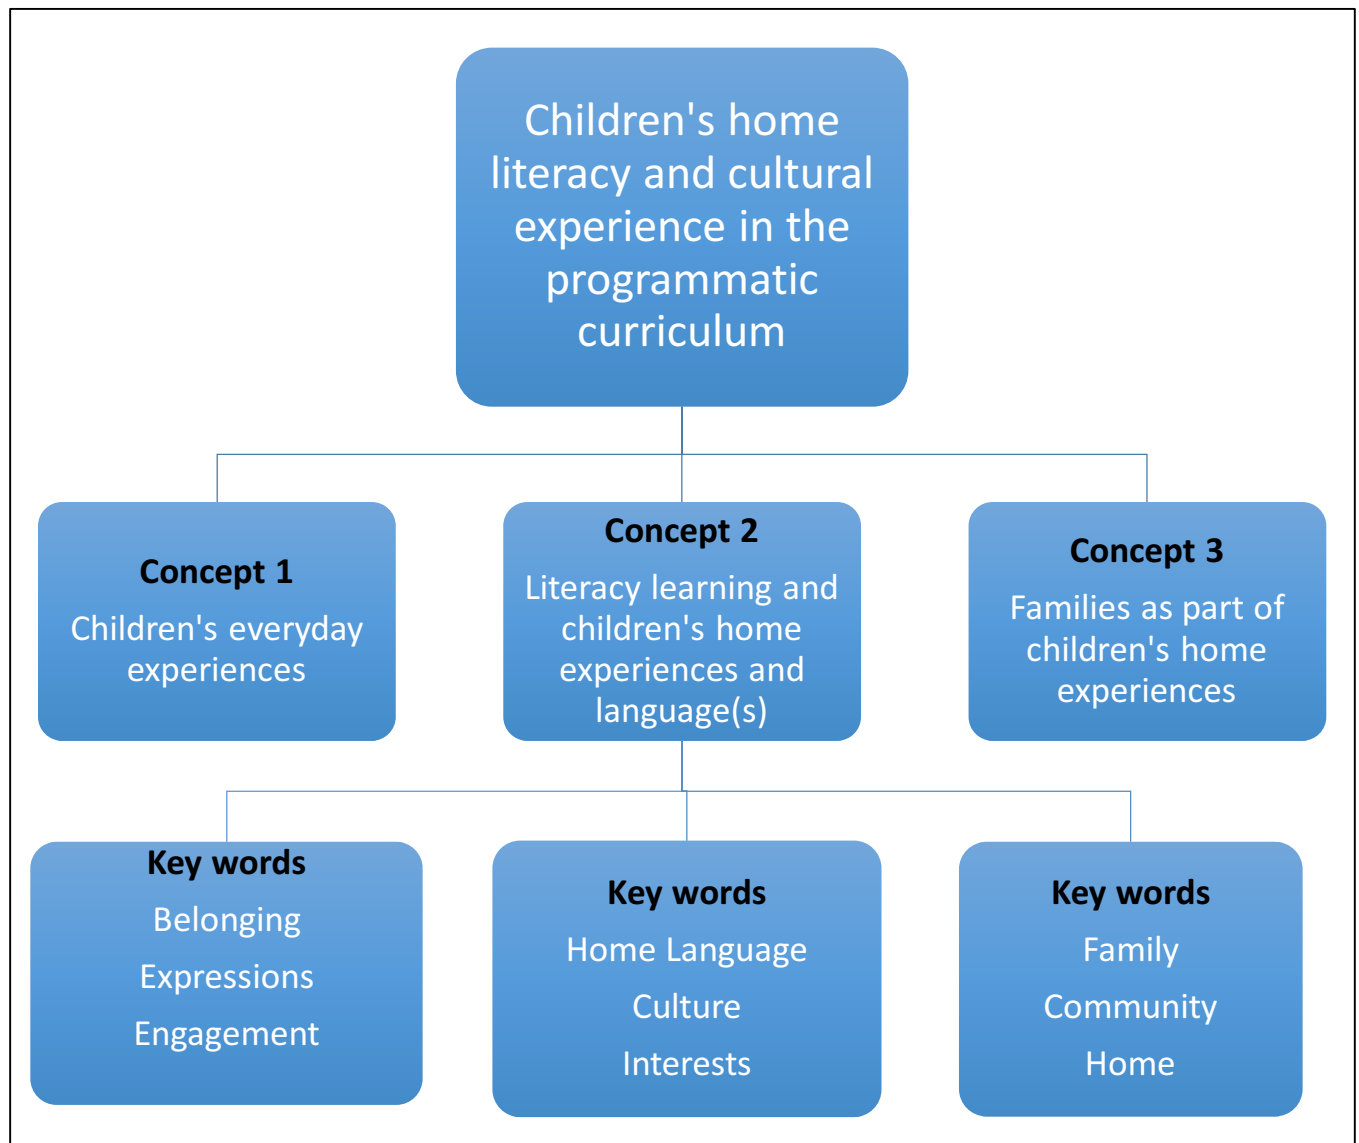 Children's home
literacy and cultural
experience in the
programmatic
curriculum
Concept 1
Children's everyday
experiences
Concept 2
Literacy learning and
children's home
experiences and
language(s)
Concept 3
Families as part of
children's home
experiences
Key words
Belonging
Expressions
Engagement
Key words
Home Language
Culture
Interests
Key words
Family
Community
Home